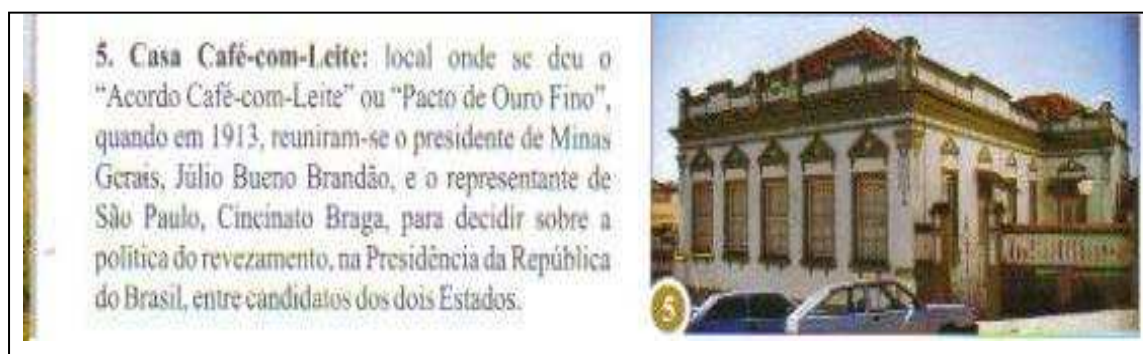 5. Casa Café-com-Leite: local onde se deu o
“Acordo Café-com-Leite” ou “Pacto de Ouro Fino”,
quando em 1913, reuniram-se o presidente de Minas
Gerais, Júlio Bueno Brandão, e o representante de
São Paulo, Cincinato Braga, para decidir sobre a
política do revezamento, na Presidência da República
do Brasil, entre candidatos dos dois Estados.
5